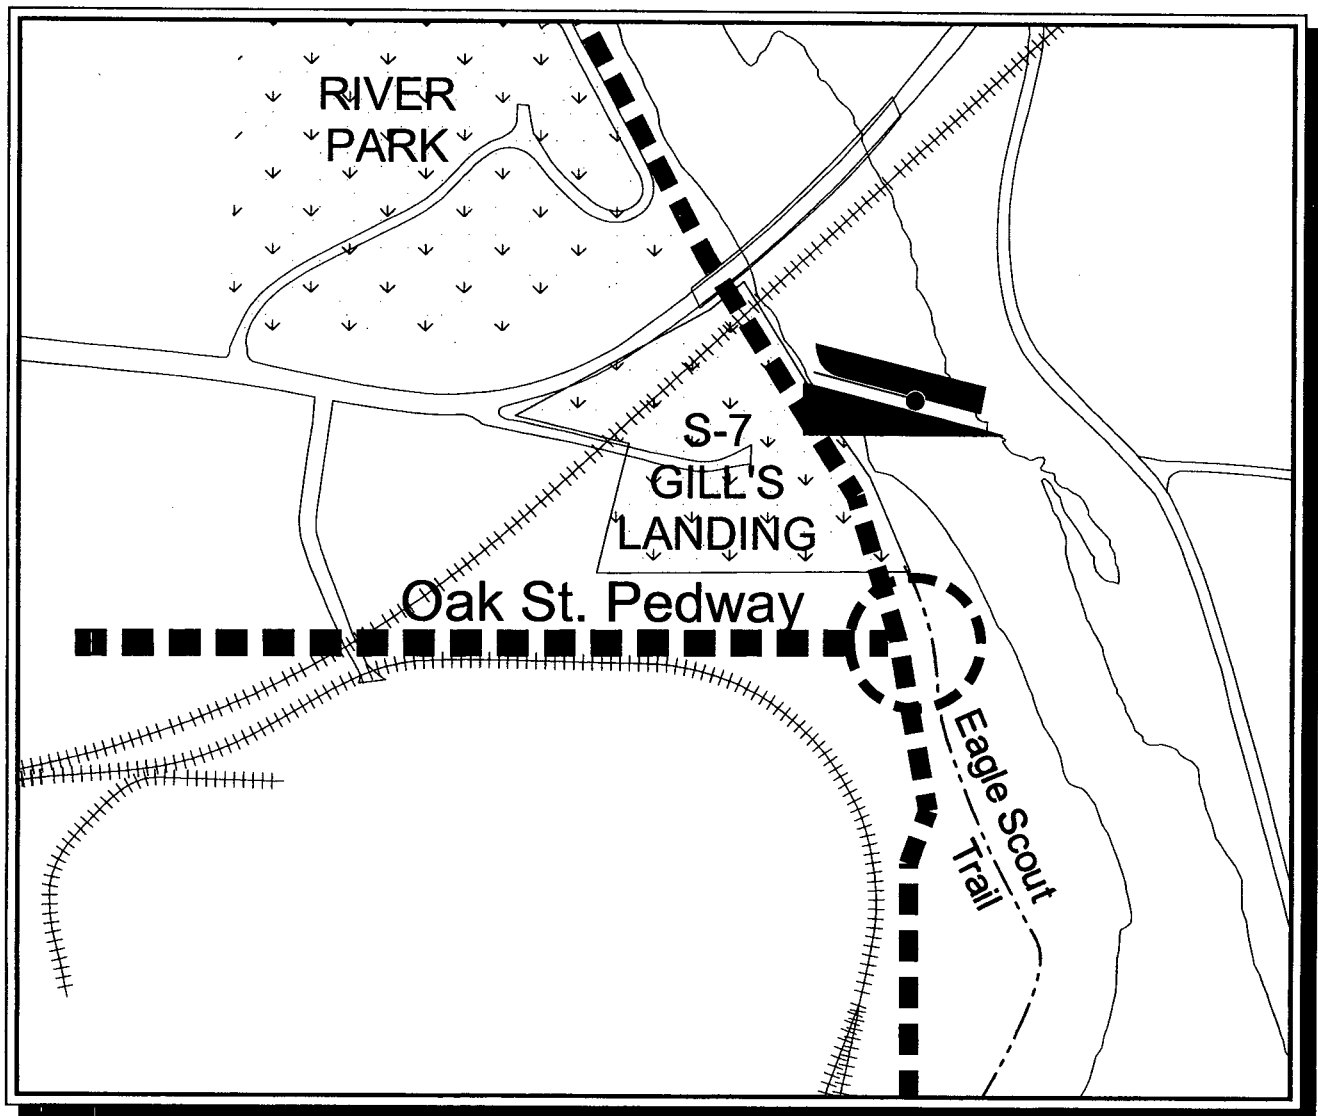 RIVER
PARK
S-7
GILL'S
LANDING
Oak St. Pedway
Eagle Scout
Trail